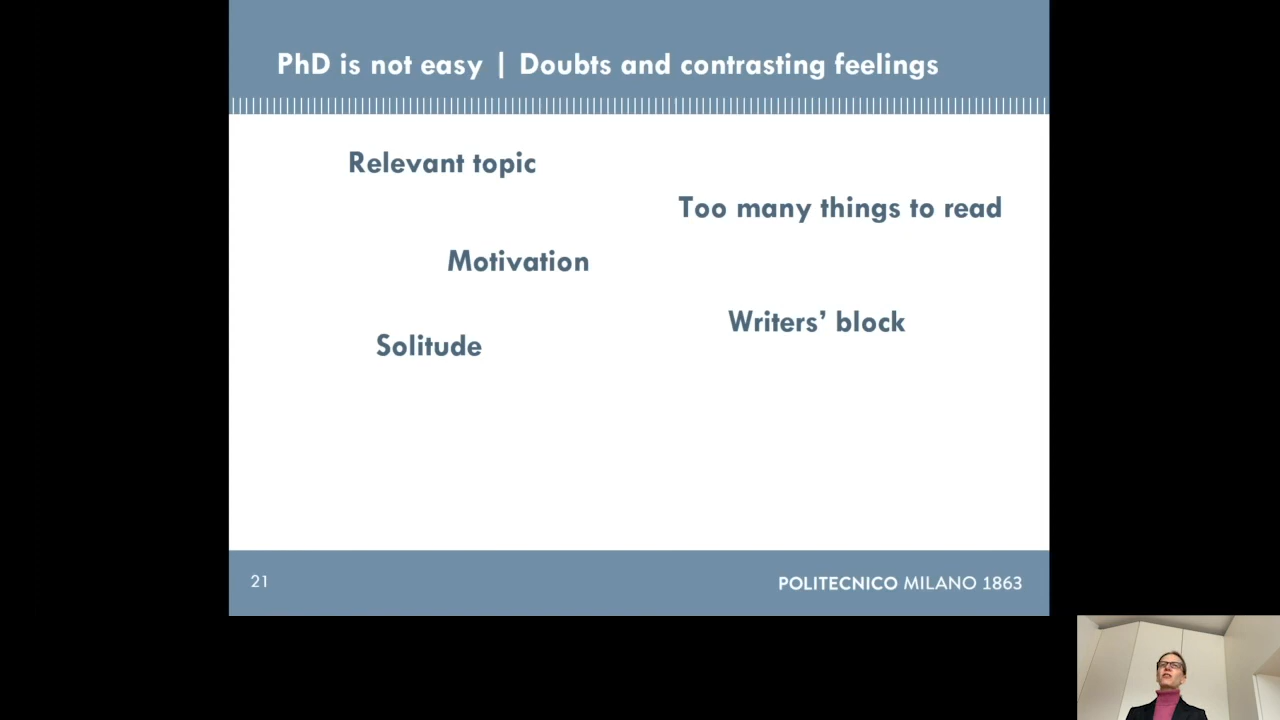 PhD is not easy | Doubts and contrasting feelings
Relevant topic
Too many things to read
Motivation
Writers’ block
Solitude
21
POLITECNICO MILANO 1863